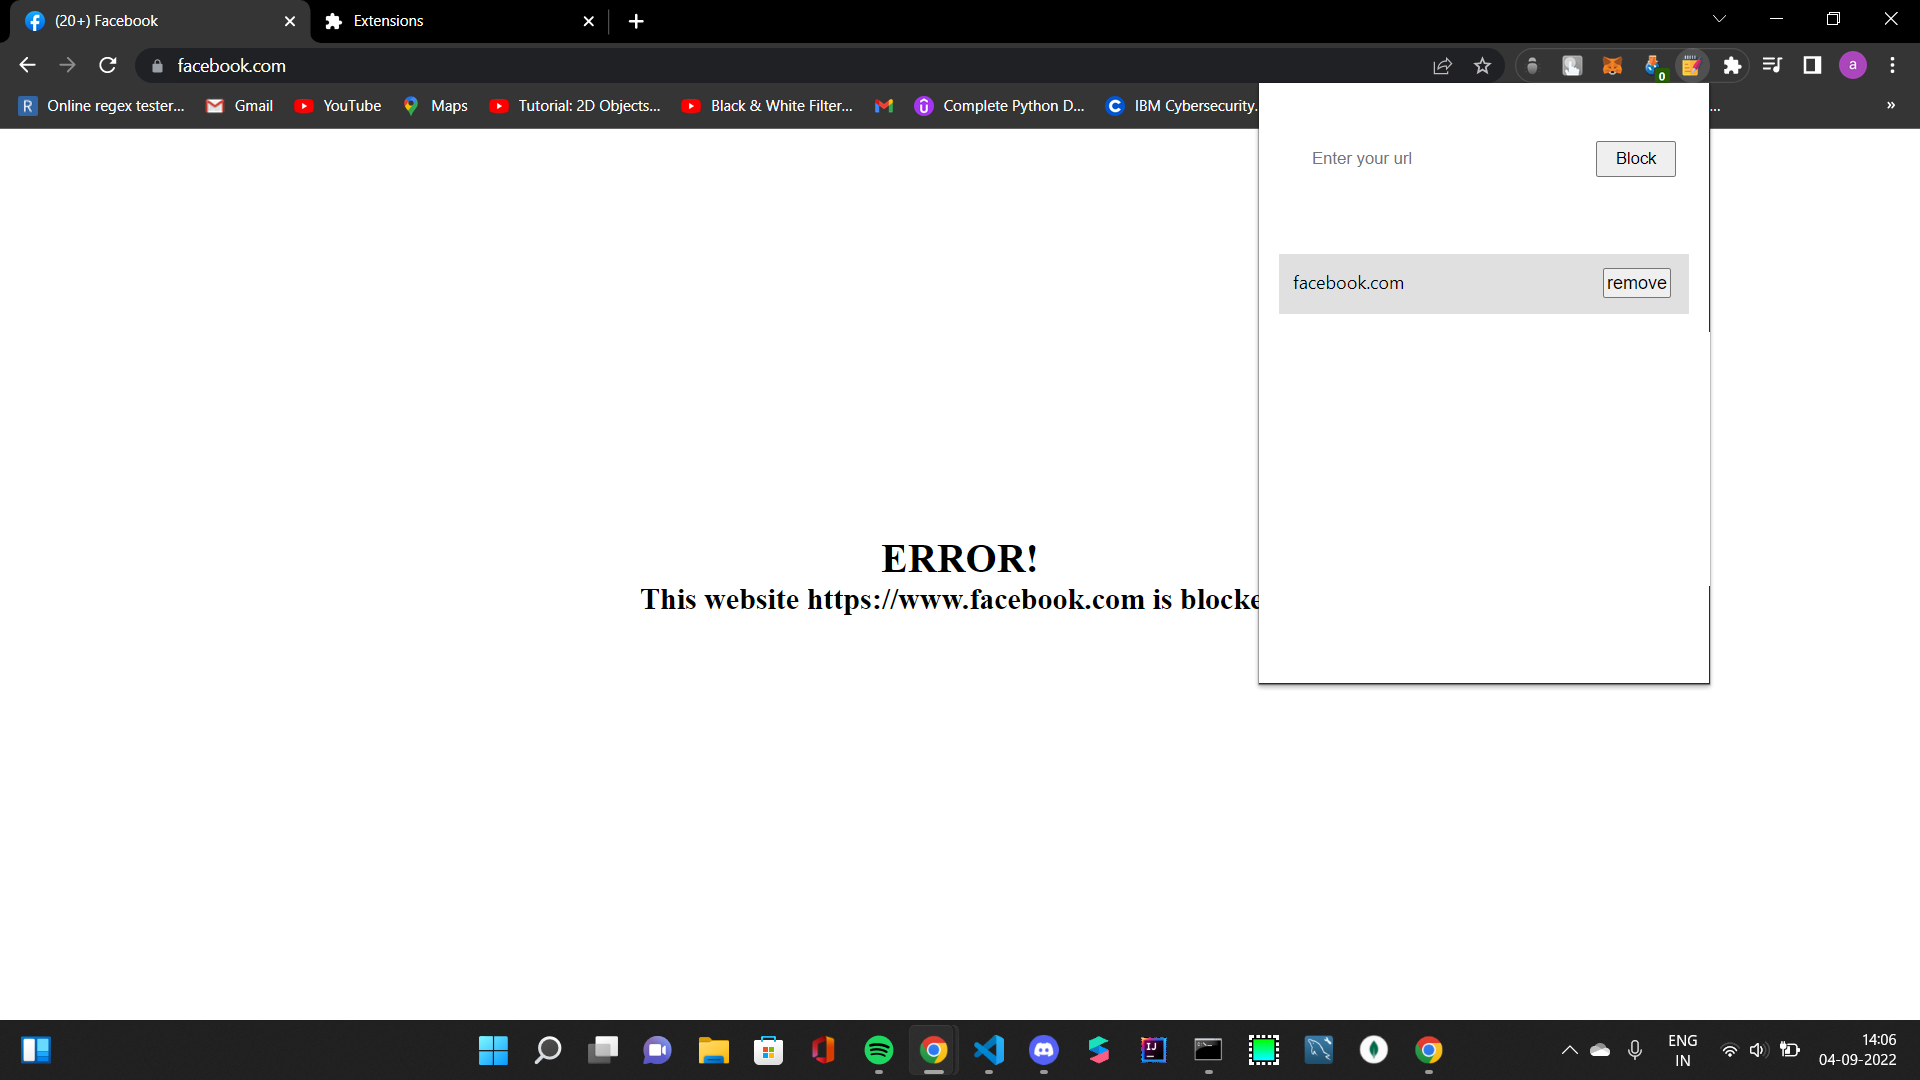 (20+) Facebook
Extensions
facebook.com
a
0
R
Online regex tester...
Gmail
YouTube
Maps
Tutorial: 2D Objects...
Black & White Filter...
Complete Python D...
IBM Cybersecurity.
...
»
Enter your url
Block
facebook.com
remove
ERROR!
This website https://www.facebook.com is blocke
IJ
ENG
IN
14:06
04-09-2022